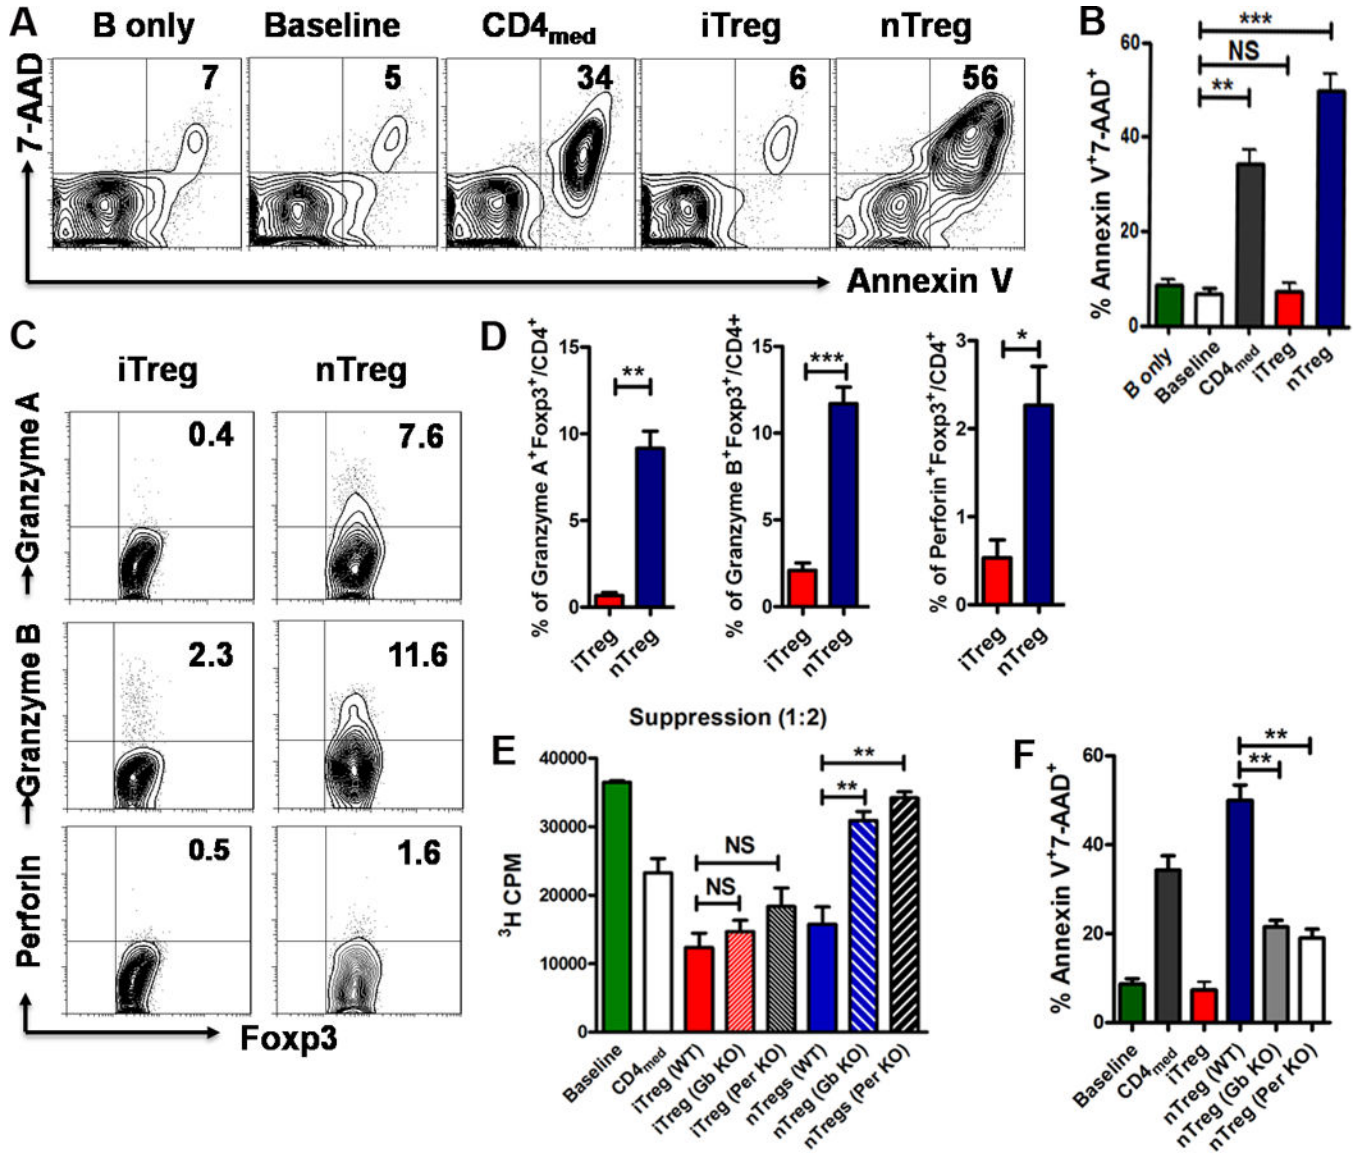 A
B only
Baseline
CD4med
iTreg
nTreg
7-AAD
7
5
34
6
56
Annexin V
B
% Annexin V+7-AAD+
60
40
20
0
***
NS
**
B only
Baseline
CD4med
iTreg
nTreg
C
iTreg
nTreg
Granzyme A
0.4
7.6
Granzyme B
2.3
11.6
Perforin
0.5
1.6
Foxp3
D
% of Granzyme A+Foxp3+/CD4+
15
10
5
0
**
iTreg
nTreg
% of Granzyme B+Foxp3+/CD4+
15
10
5
0
***
iTreg
nTreg
% of Perforin+Foxp3+/CD4+
3
2
1
0
*
iTreg
nTreg
E
Suppression (1:2)
3H CPM
40000
30000
20000
10000
0
NS
NS
**
**
Baseline
CD4med
iTreg (WT)
iTreg (Gb KO)
iTreg (Per KO)
nTregs (WT)
nTreg (Gb KO)
nTregs (Per KO)
F
% Annexin V+7-AAD+
60
40
20
0
**
**
Baseline
CD4med
iTreg
nTreg (WT)
nTreg (Gb KO)
nTreg (Per KO)